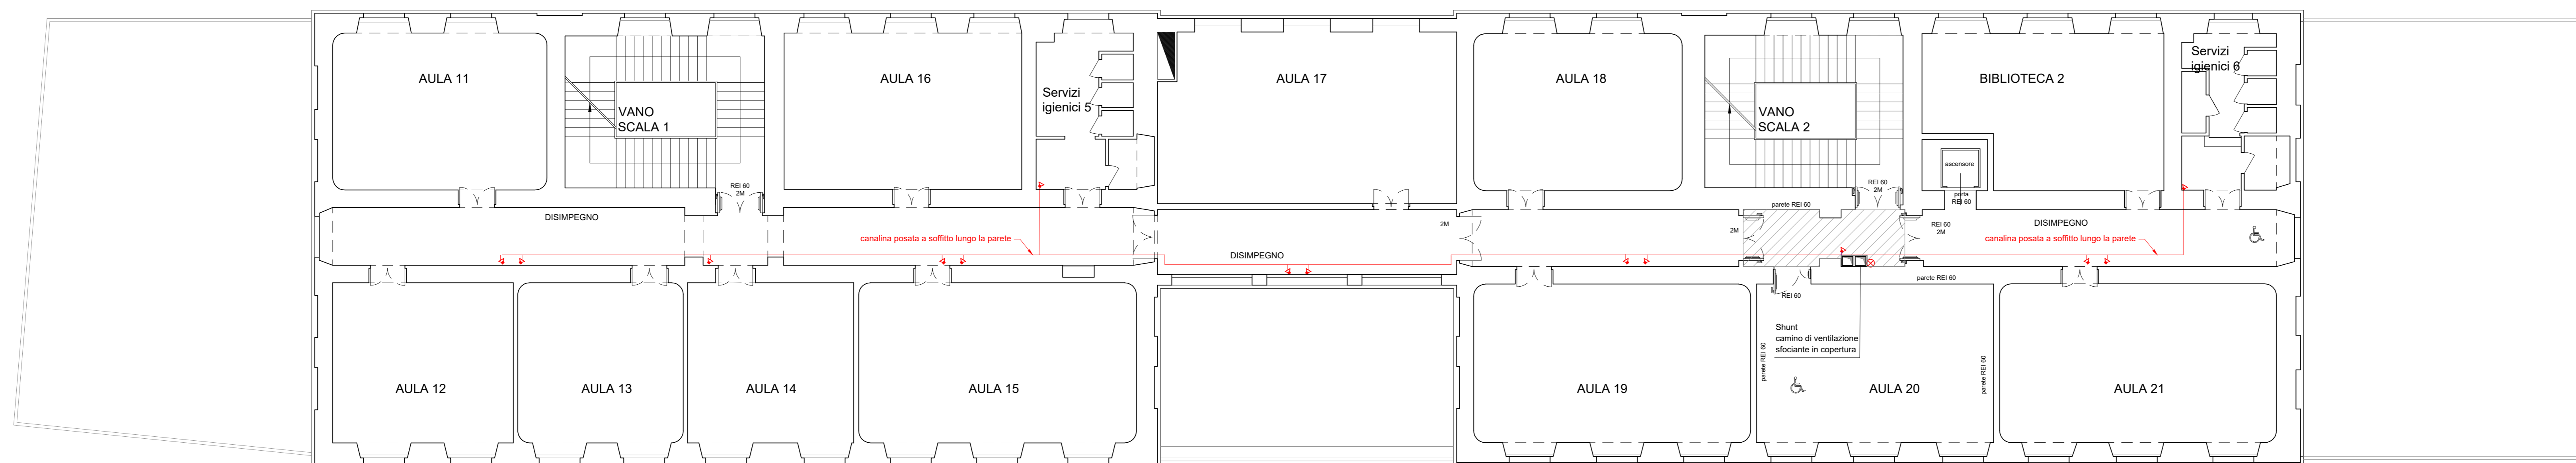 AULA 11
VANO
SCALA 1
AULA 16
Servizi
igienici 5
AULA 17
AULA 18
VANO
SCALA 2
BIBLIOTECA 2
Servizi
igienici 6
ascensore
porta
REI 60
REI 60
2M
REI 60
2M
parete REI 60
DISIMPEGNO
canalina posata a soffitto lungo la parete
DISIMPEGNO
2M
2M
REI 60
2M
DISIMPEGNO
canalina posata a soffitto lungo la parete
parete REI 60
REI 60
Shunt
camino di ventilazione
sfociante in copertura
parete REI 60
parete REI 60
AULA 12
AULA 13
AULA 14
AULA 15
AULA 19
AULA 20
AULA 21